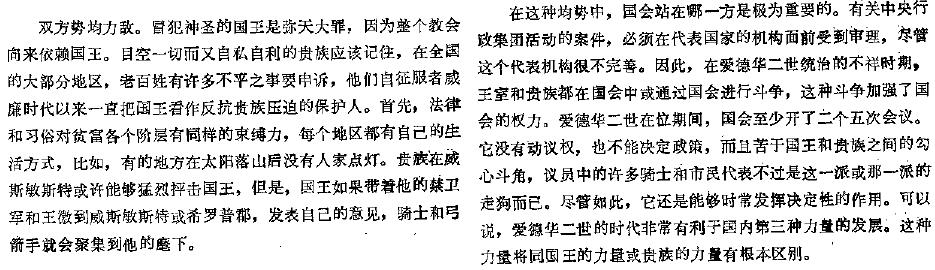 双方势均力敌。冒犯神圣的国王是弥天大罪，因为整个教会
向来依赖国王。目空一切而又自私自利的贵族应该记住，在全国
的大部分地区，老百姓有许多不平之事要申诉，他们自征服者威
廉时代以来一直把国王看作反抗贵族压迫的保护人。首先，法律
和习俗对贫富各个阶层有同样的束缚力，每个地区都有自己的生
活方式，比如，有的地方在太阳落山后没有人家点灯。贵族在威
斯敏斯特或许能够猛烈抨击国王，但是，国王如果带着他的禁卫
军和王徽到威斯敏斯特或希罗普郡，发表自己的意见，骑士和弓
箭手就会聚集到他的麾下。
在这种均势中，国会站在哪一方是极为重要的。有关中央行
政集团活动的案件，必须在代表国家的机构面前受到审理，尽管
这个代表机构很不完善。因此，在爱德华二世统治的不祥时期，
王室和贵族都在国会中或通过国会进行斗争，这种斗争加强了国
会的权力。爱德华二世在位期间，国会至少开了二个五次会议。
它没有动议权，也不能决定政策，而且苦于国王和贵族之间的勾
心斗角，议员中的许多骑士和市民代表不过是这一派或那一派的
走狗而已。尽管如此，它还是能够时常发挥决定性的作用。可以
说，爱德华二世的时代非常有利于国内第三种力量的发展。这种
力量将同国王的力量或贵族的力量有根本区别。